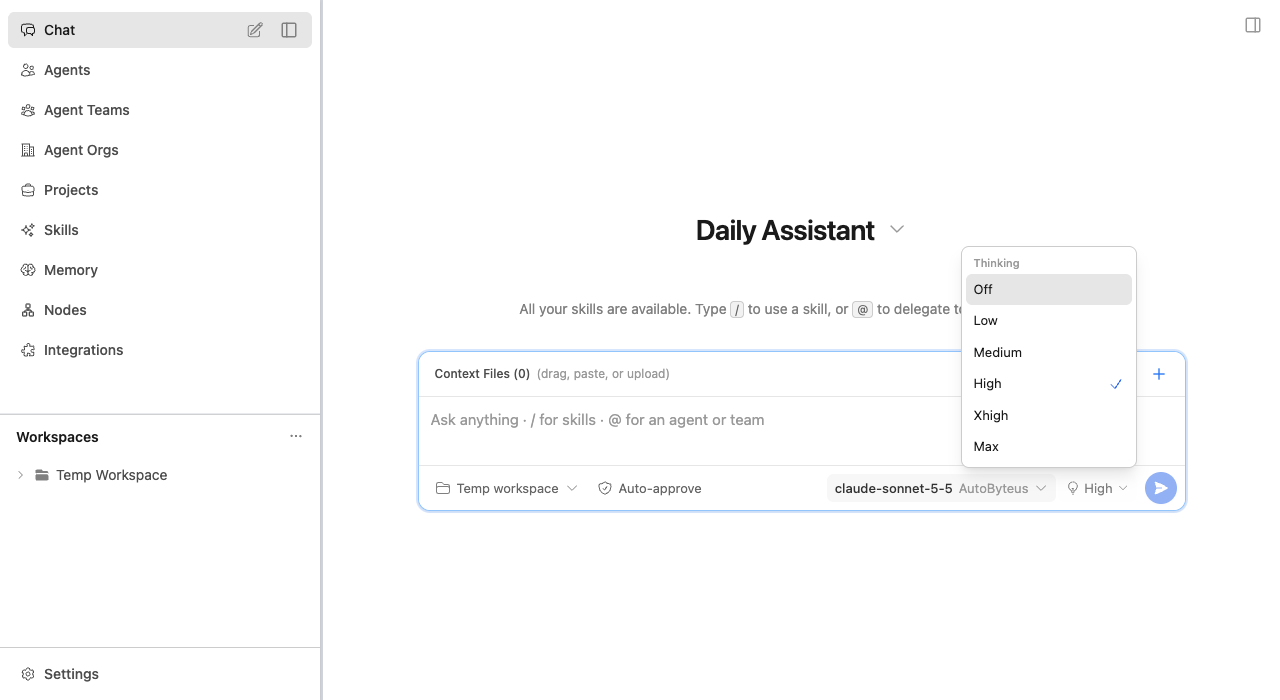 Chat
Agents
Agent Teams
Agent Orgs
Projects
Skills
Memory
Nodes
Integrations
Workspaces
Temp Workspace
Settings
Daily Assistant
All your skills are available. Type / to use a skill, or @ to delegate
Thinking
Off
Low
Medium
High
Xhigh
Max
Context Files (0) (drag, paste, or upload)
Ask anything · / for skills · @ for an agent or team
Temp workspace
Auto-approve
claude-sonnet-5-5 AutoByteus
High